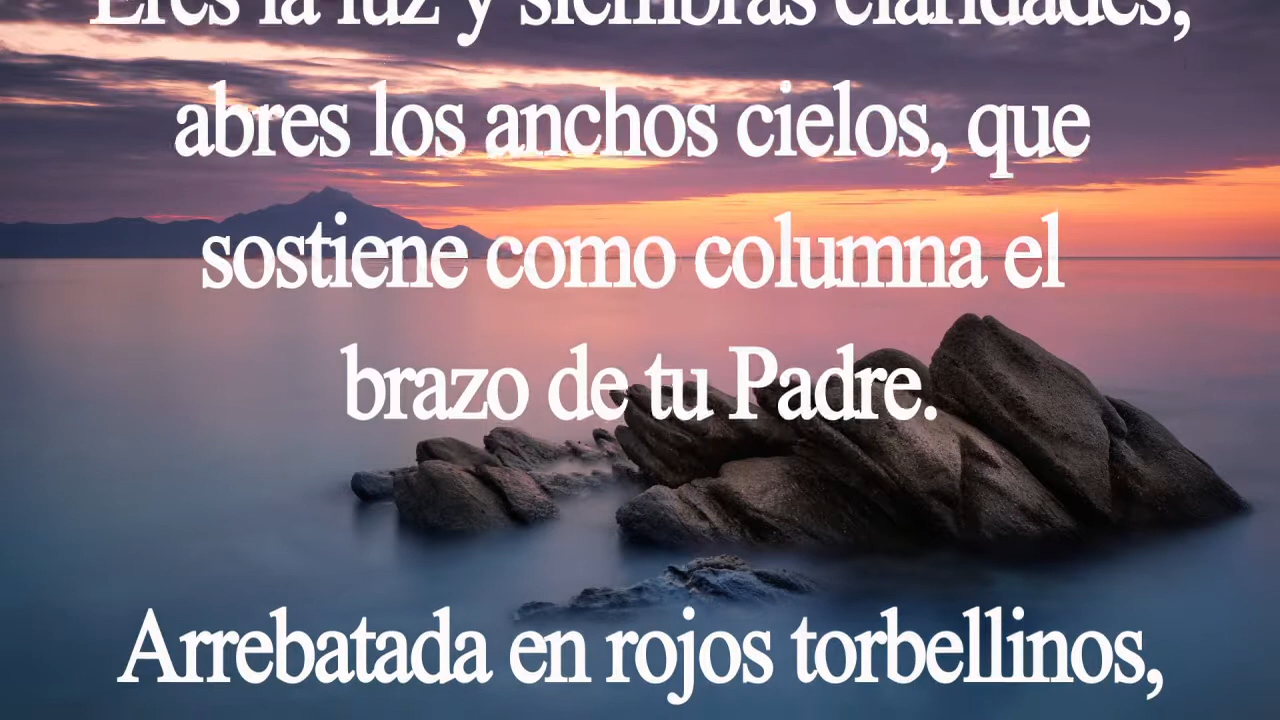 Eres la luz y siembras claridades,
abres los anchos cielos, que
sostiene como columna el
brazo de tu Padre.
Arrebatada en rojos torbellinos,